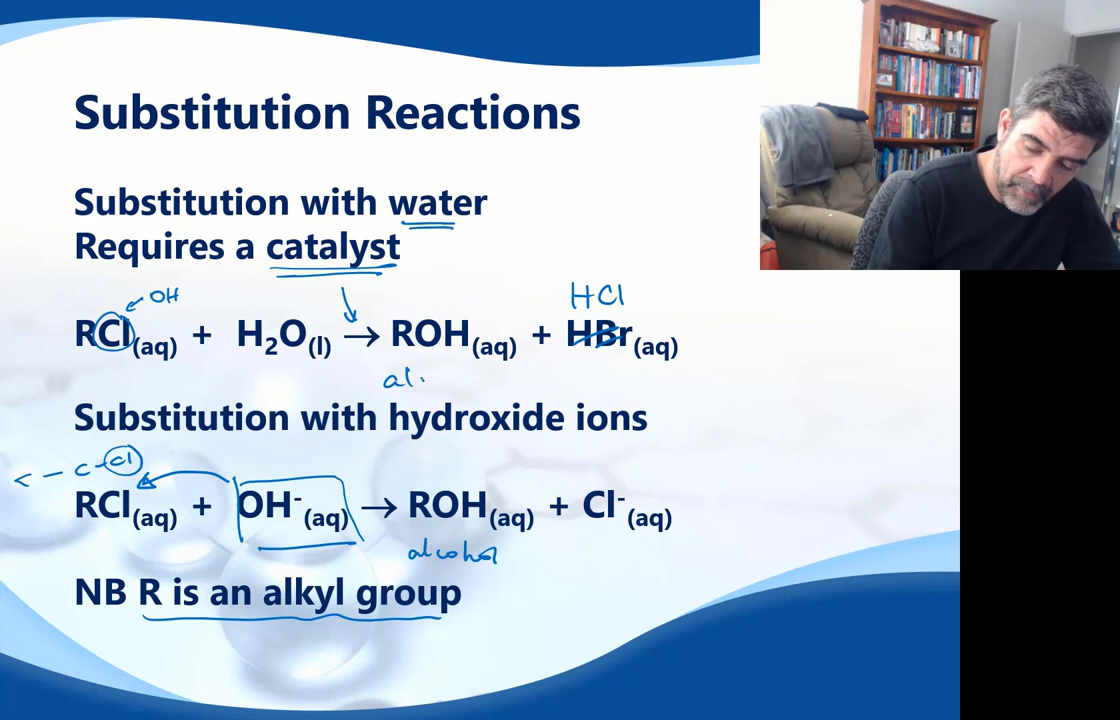 Substitution Reactions
Substitution with water
Requires a catalyst
OH
HCl
RCl(aq) + H₂O(l) → ROH(aq) + HBr(aq)
al.
Substitution with hydroxide ions
C - Cl
RCl(aq) + OH⁻(aq) → ROH(aq) + Cl⁻(aq)
alcohol
NB R is an alkyl group